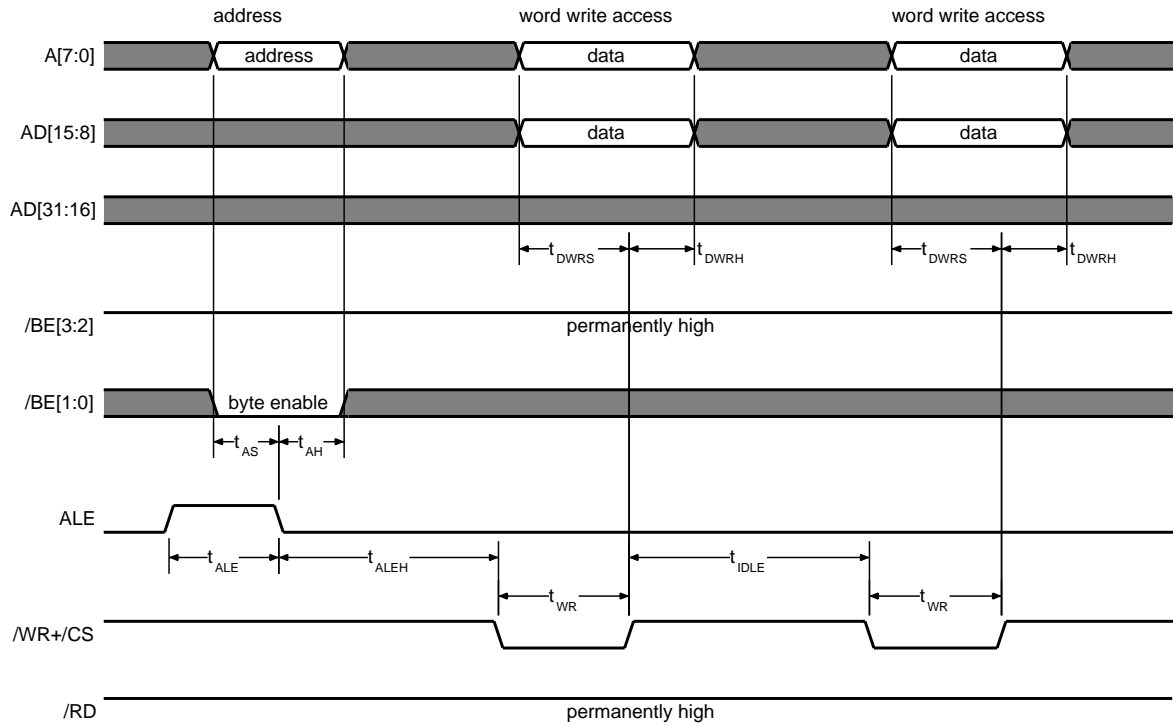 address word write access word write access
A[7:0] address data data
AD[15:8] data data
AD[31:16]
tDWRS tDWRH tDWRS tDWRH
/BE[3:2] permanently high
/BE[1:0] byte enable
tAS tAH
ALE
tALE tALEH tIDLE
tWR tWR
/WR+/CS
/RD permanently high